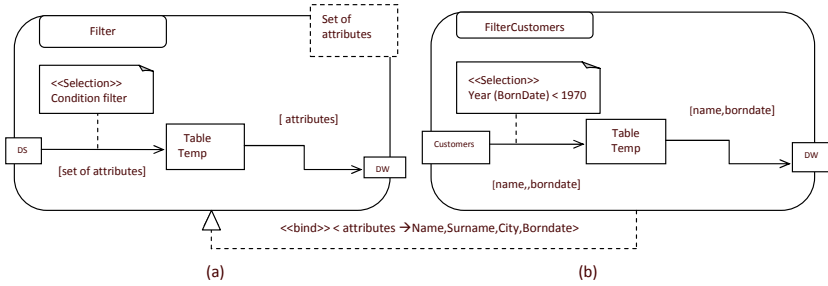 Filter
Set of
attributes
<<Selection>>
Condition filter
DS
[set of attributes]
Table
Temp
[ attributes]
DW
FilterCustomers
<<Selection>>
Year (BornDate) < 1970
Customers
[name,,borndate]
Table
Temp
[name,borndate]
DW
<<bind>> < attributes →Name,Surname,City,Borndate>
(a)
(b)